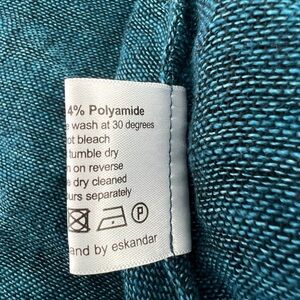 4% Polyamide
e wash at 30 degrees
ot bleach
tumble dry
n on reverse
e dry cleaned
urs separately
P
and by eskandar